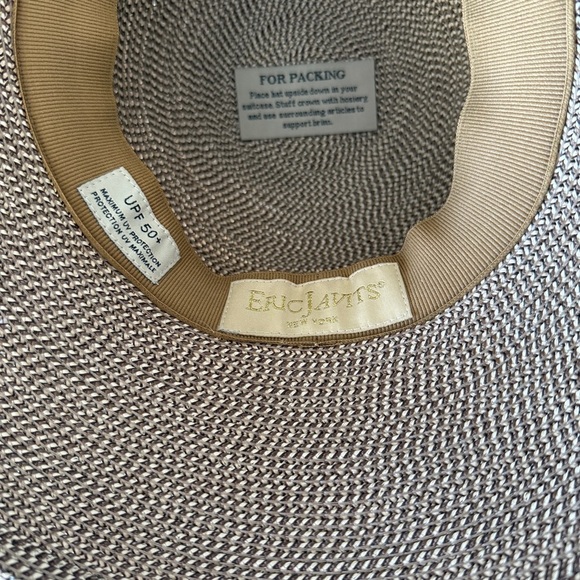 FOR PACKING
Place hat upside down in your
suitcase. Stuff crown with hosiery
and use surrounding articles to
support brim.
UPF 50+
MAXIMUM UV PROTECTION
PROTECTION UV MAXIMALE
ERIC JAVITS®
NEW YORK